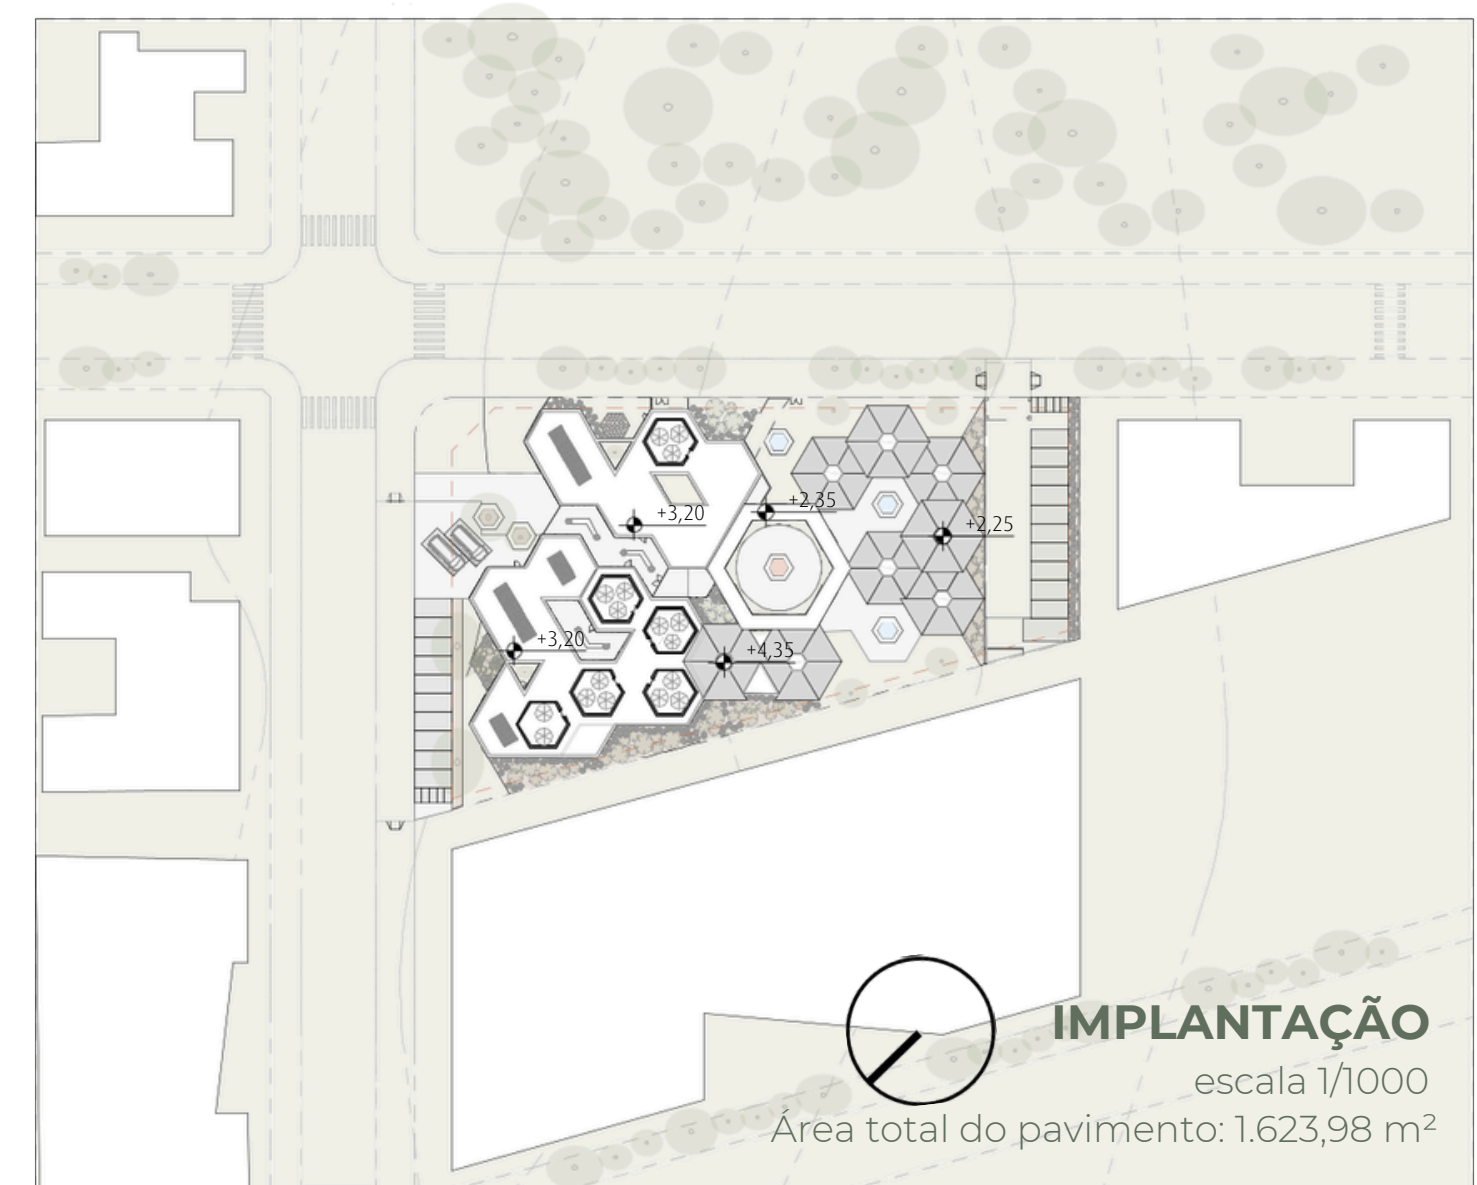 +2,35
+3,20
+2,25
+3,20
+4,35
IMPLANTAÇÃO
escala 1/1000
Área total do pavimento: 1.623,98 m²